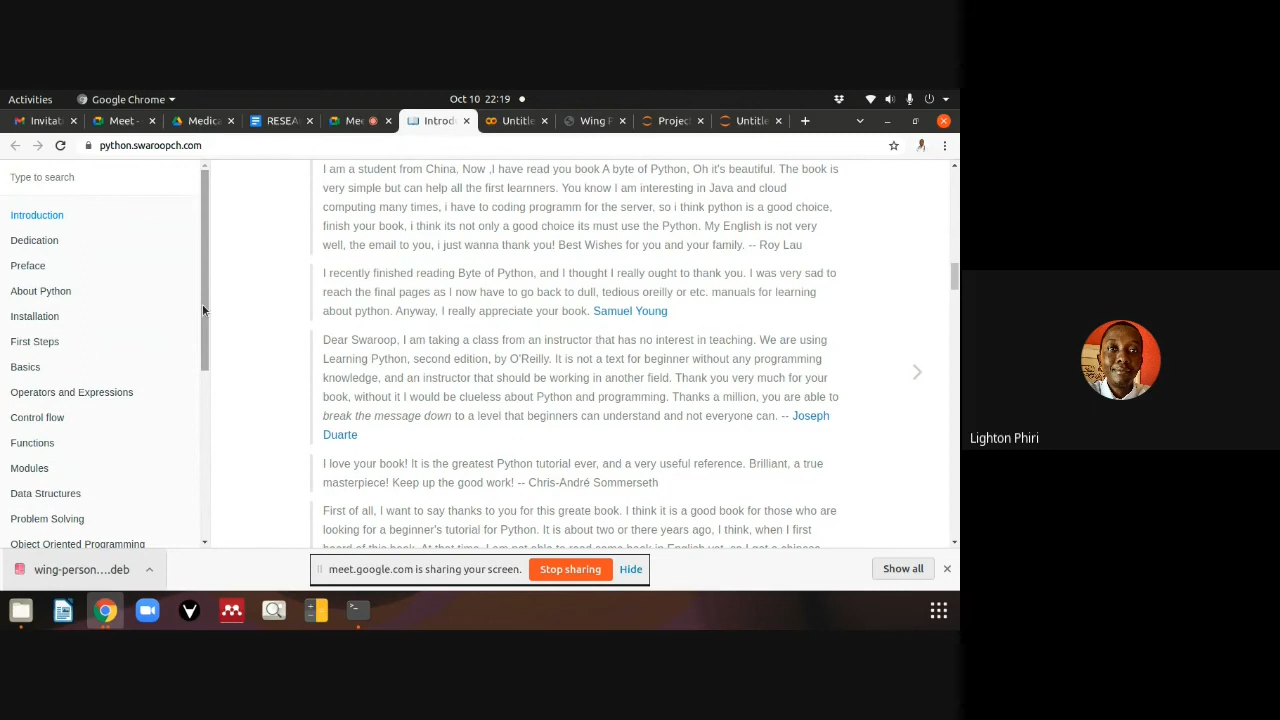 Activities
Google Chrome
Oct 10 22:19
Invitat
Meet -
Medica
RESEA
Mee
Introd
Untitle
Wing P
Projec
Untitle
python.swaroopch.com
Type to search
Introduction
Dedication
Preface
About Python
Installation
First Steps
Basics
Operators and Expressions
Control flow
Functions
Modules
Data Structures
Problem Solving
Object Oriented Programming
I am a student from China, Now ,I have read you book A byte of Python, Oh it's beautiful. The book is
very simple but can help all the first learnners. You know I am interesting in Java and cloud
computing many times, i have to coding programm for the server, so i think python is a good choice,
finish your book, i think its not only a good choice its must use the Python. My English is not very
well, the email to you, i just wanna thank you! Best Wishes for you and your family. -- Roy Lau
I recently finished reading Byte of Python, and I thought I really ought to thank you. I was very sad to
reach the final pages as I now have to go back to dull, tedious oreilly or etc. manuals for learning
about python. Anyway, I really appreciate your book. Samuel Young
Dear Swaroop, I am taking a class from an instructor that has no interest in teaching. We are using
Learning Python, second edition, by O'Reilly. It is not a text for beginner without any programming
knowledge, and an instructor that should be working in another field. Thank you very much for your
book, without it I would be clueless about Python and programming. Thanks a million, you are able to
break the message down to a level that beginners can understand and not everyone can. -- Joseph
Duarte
I love your book! It is the greatest Python tutorial ever, and a very useful reference. Brilliant, a true
masterpiece! Keep up the good work! -- Chris-André Sommerseth
First of all, I want to say thanks to you for this greate book. I think it is a good book for those who are
looking for a beginner's tutorial for Python. It is about two or there years ago, I think, when I first
wing-person....deb
meet.google.com is sharing your screen.
Stop sharing
Hide
Show all
Lighton Phiri